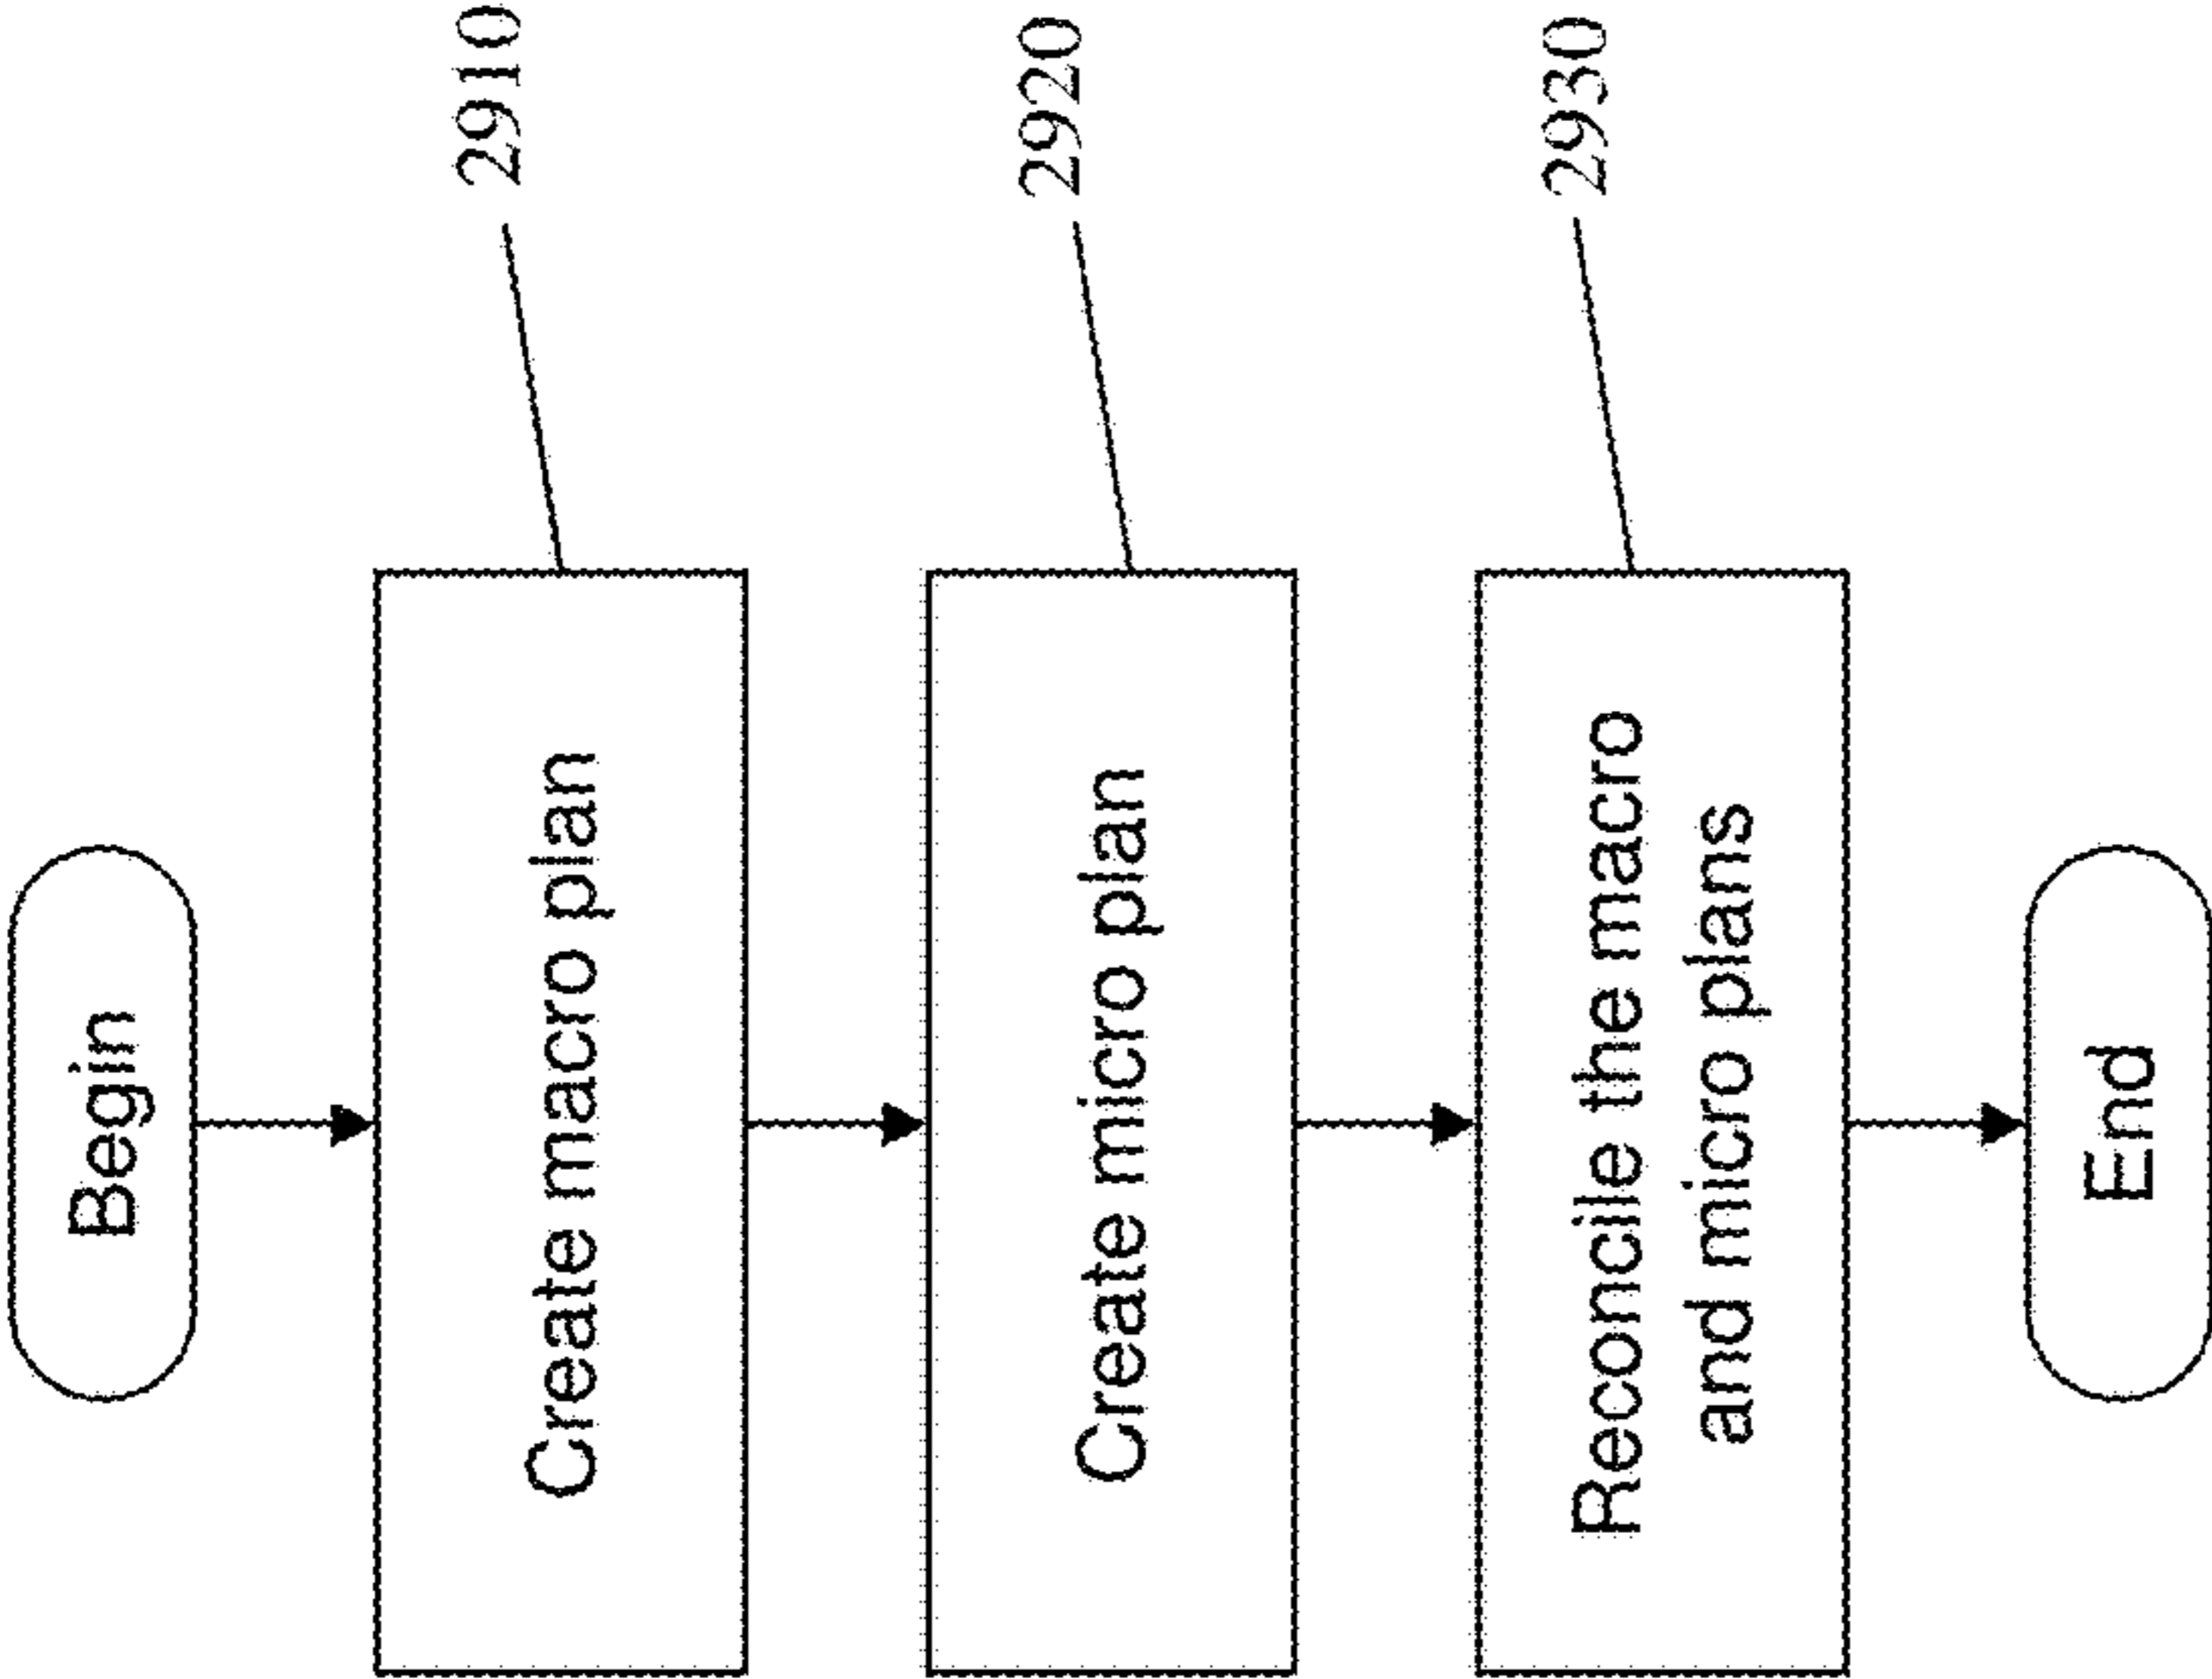 Begin
Create macro plan
2910
Create micro plan
2920
Reconcile the macro
and micro plans
2930
End